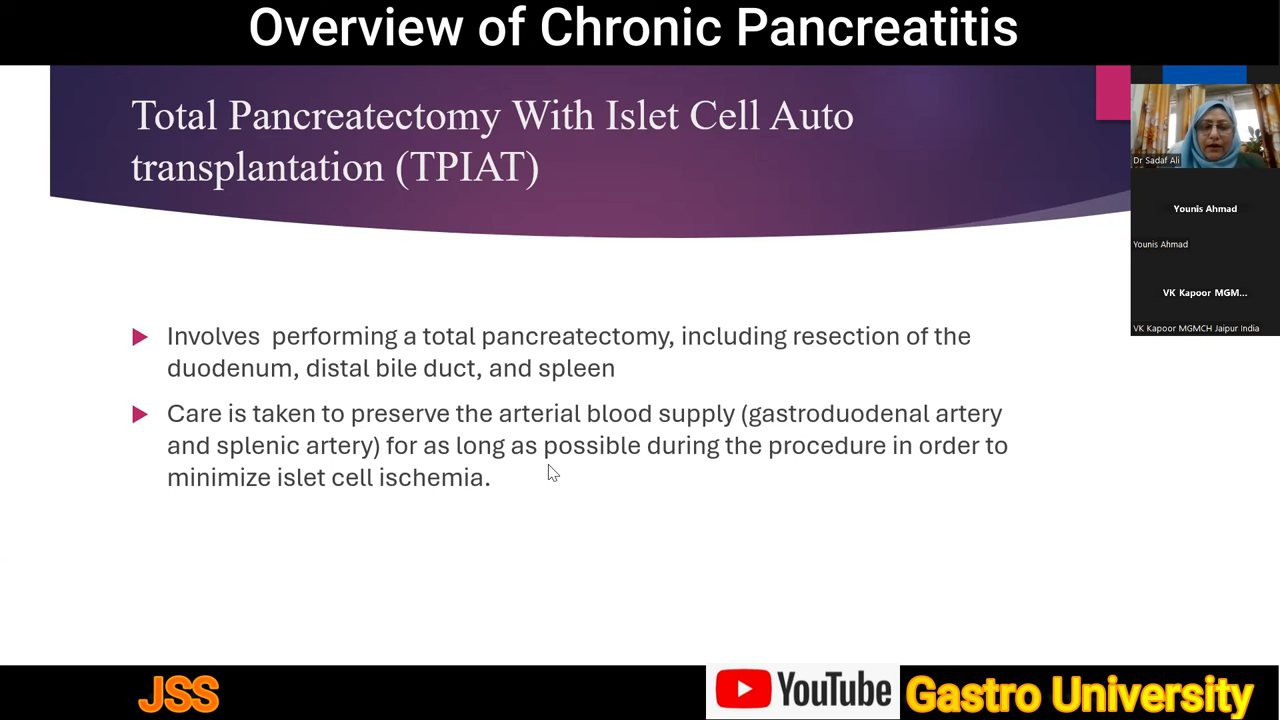 Overview of Chronic Pancreatitis
Total Pancreatectomy With Islet Cell Auto
transplantation (TPIAT)
Dr Sadaf Ali
Younis Ahmad
Younis Ahmad
VK Kapoor MGM...
VK Kapoor MGMCH Jaipur India
Involves performing a total pancreatectomy, including resection of the
duodenum, distal bile duct, and spleen
Care is taken to preserve the arterial blood supply (gastroduodenal artery
and splenic artery) for as long as possible during the procedure in order to
minimize islet cell ischemia.
JSS
YouTube
Gastro University